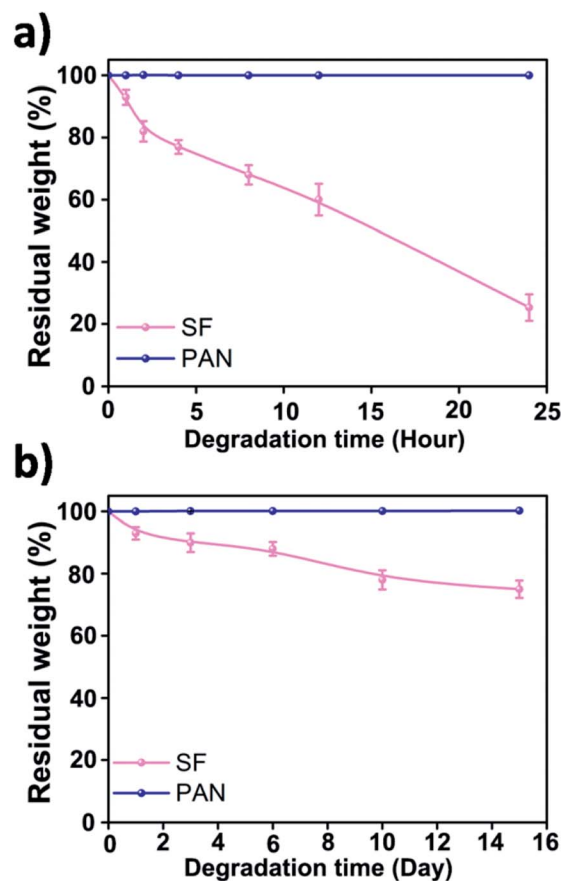 a)
Residual weight (%)
100
80
60
40
20
0
SF
PAN
0 5 10 15 20 25
Degradation time (Hour)
b)
Residual weight (%)
100
80
60
40
20
0
SF
PAN
0 2 4 6 8 10 12 14 16
Degradation time (Day)